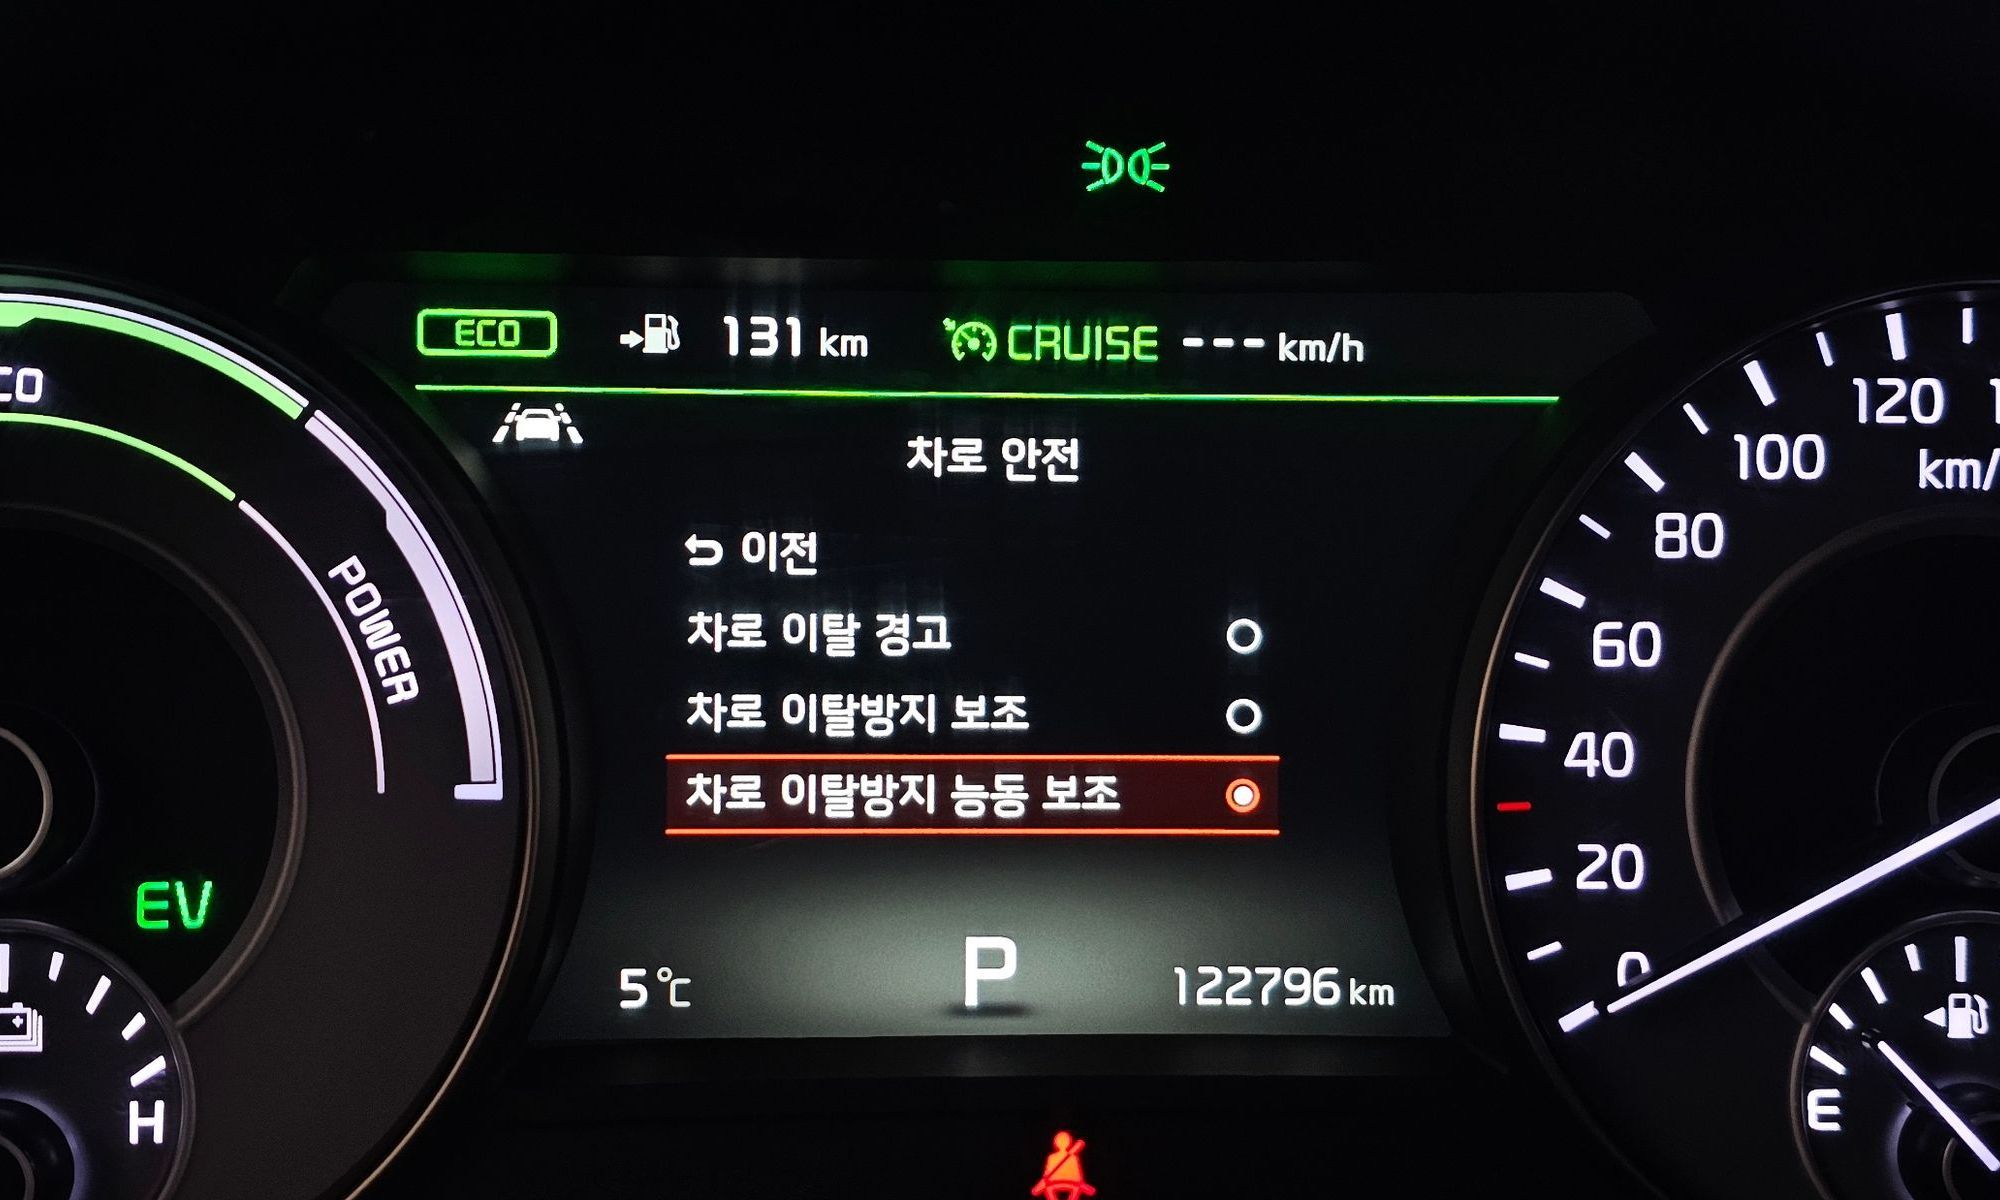 ECO 131 km CRUISE --- km/h
차로 안전
이전
차로 이탈 경고
차로 이탈방지 보조
차로 이탈방지 능동 보조
5℃ P 122796 km
POWER
EV
H
120
100
km/
80
60
40
20
0
E